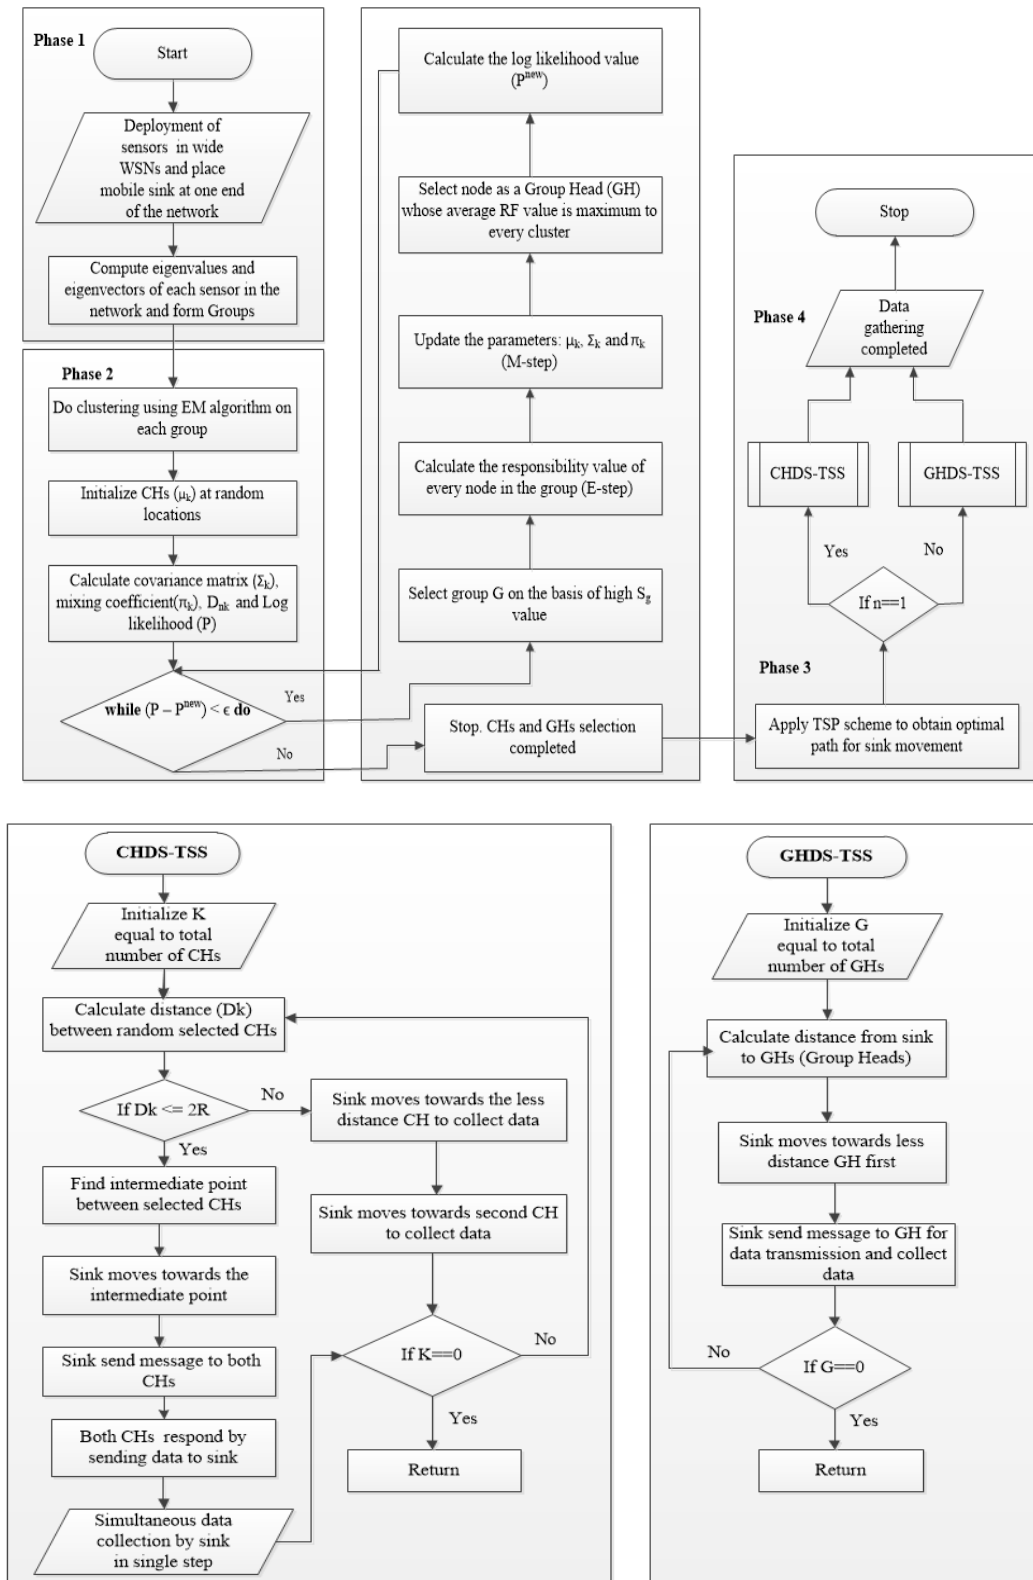 Phase 1
Start
Deployment of
sensors in wide
WSNs and place
mobile sink at one end
of the network
Compute eigenvalues and
eigenvectors of each sensor in the
network and form Groups
Phase 2
Do clustering using EM algorithm on
each group
Initialize CHs (μk) at random
locations
Calculate covariance matrix (Σk),
mixing coefficient(πk), Dnk and Log
likelihood (P)
while (P – Pnew) < ϵ do
Yes
No
Calculate the log likelihood value
(Pnew)
Select node as a Group Head (GH)
whose average RF value is maximum to
every cluster
Update the parameters: μk, Σk and πk
(M-step)
Calculate the responsibility value of
every node in the group (E-step)
Select group G on the basis of high Sg
value
Stop. CHs and GHs selection
completed
Stop
Phase 4
Data
gathering
completed
CHDS-TSS
GHDS-TSS
Yes
No
If n==1
Phase 3
Apply TSP scheme to obtain optimal
path for sink movement
CHDS-TSS
Initialize K
equal to total
number of CHs
Calculate distance (Dk)
between random selected CHs
If Dk <= 2R
No
Yes
Sink moves towards the less
distance CH to collect data
Find intermediate point
between selected CHs
Sink moves towards second CH
to collect data
Sink moves towards the
intermediate point
Sink send message to both
CHs
If K==0
No
Yes
Both CHs respond by
sending data to sink
Return
Simultaneous data
collection by sink
in single step
GHDS-TSS
Initialize G
equal to total
number of GHs
Calculate distance from sink
to GHs (Group Heads)
Sink moves towards less
distance GH first
Sink send message to GH for
data transmission and collect
data
No
If G==0
Yes
Return